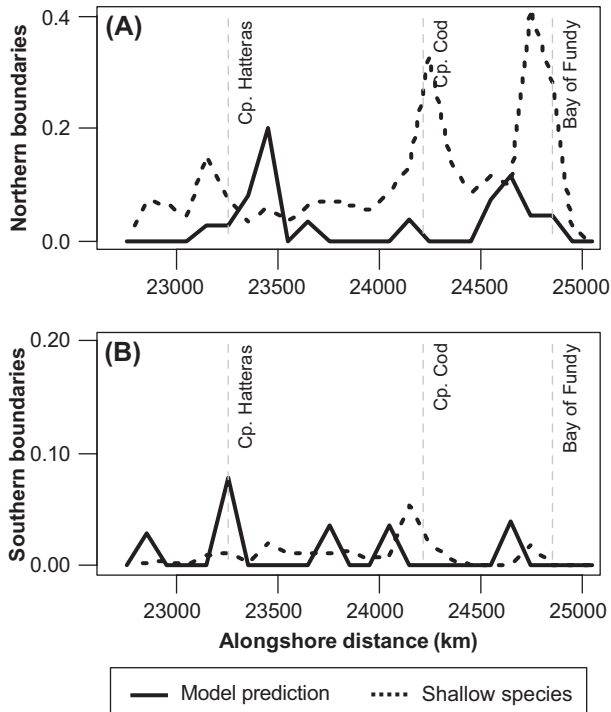 (A)
Northern boundaries
0.4
0.2
0.0
Cp. Hatteras
Cp. Cod
Bay of Fundy
23000 23500 24000 24500 25000
(B)
Southern boundaries
0.20
0.10
0.00
Cp. Hatteras
Cp. Cod
Bay of Fundy
23000 23500 24000 24500 25000
Alongshore distance (km)
Model prediction Shallow species